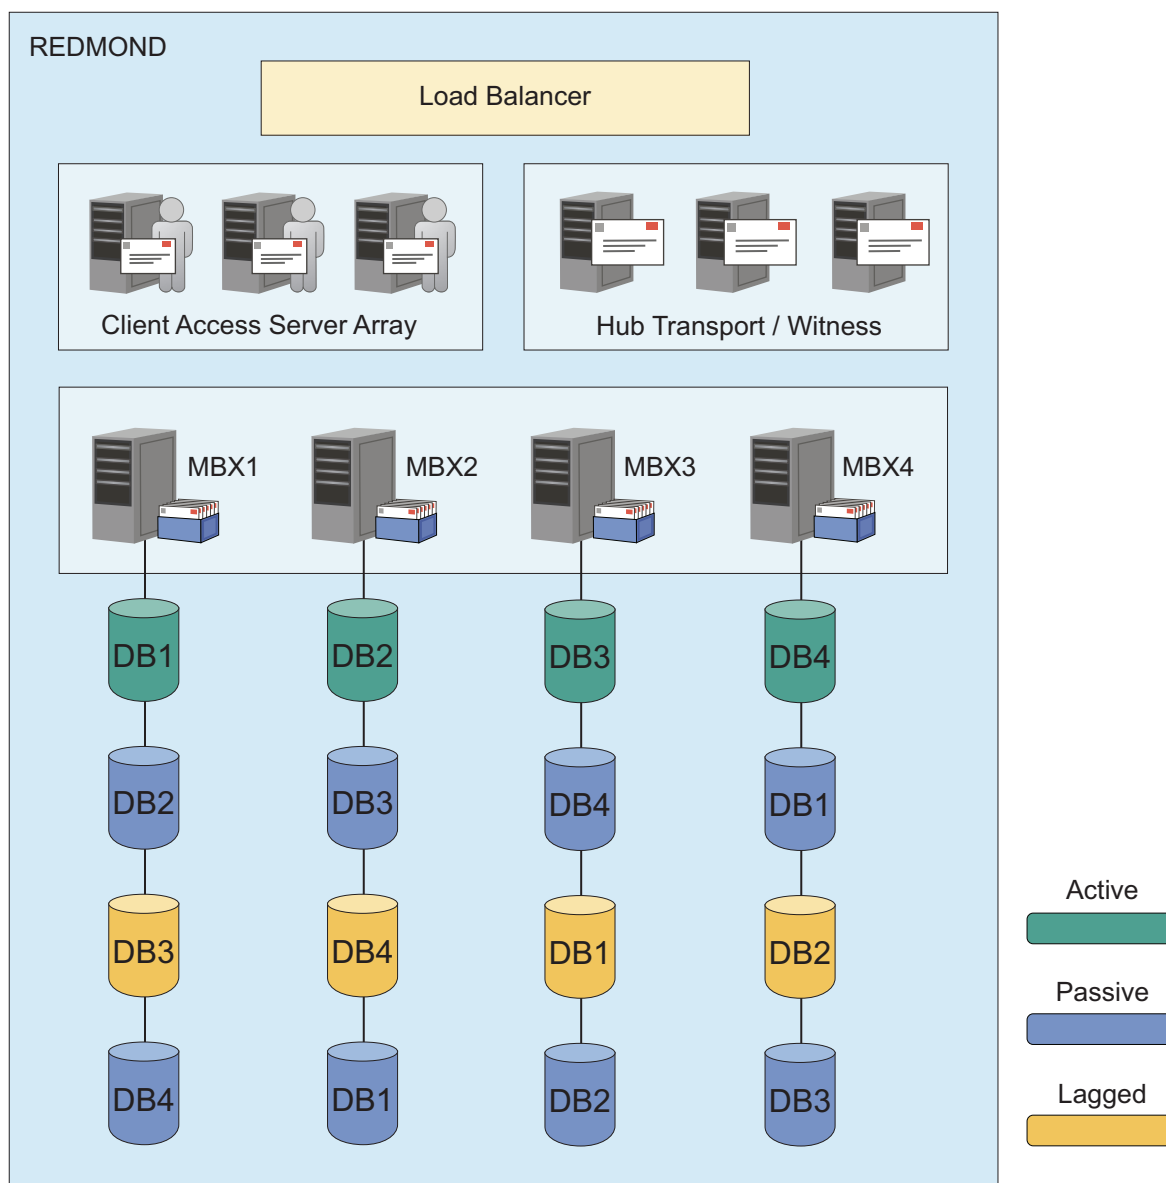 REDMOND
Load Balancer
Client Access Server Array
Hub Transport / Witness
MBX1
MBX2
MBX3
MBX4
DB1
DB2
DB3
DB4
DB2
DB3
DB4
DB1
DB3
DB4
DB1
DB2
DB4
DB1
DB2
DB3
Active
Passive
Lagged